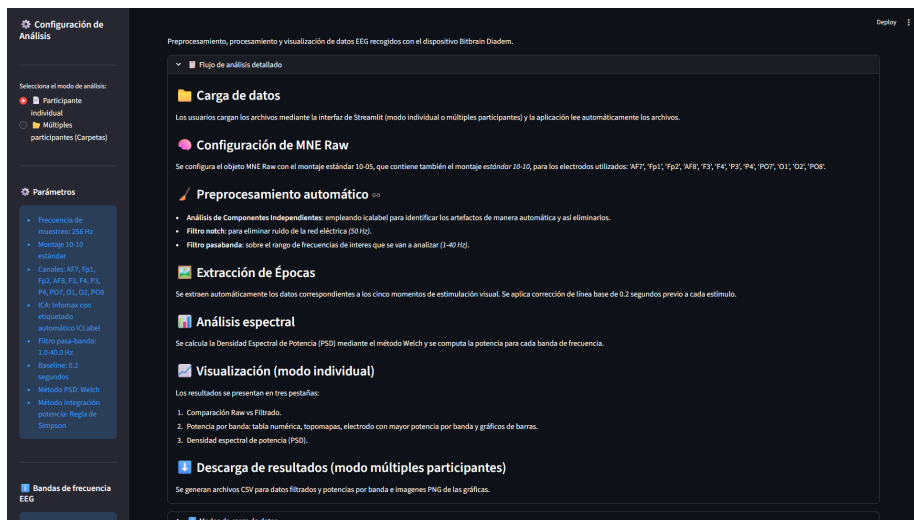 Configuración de
Análisis
Selecciona el modo de análisis:
Participante
individual
Múltiples
participantes (Carpetas)
Parámetros
Frecuencia de
muestreo: 256 Hz
Montaje 10-10
estándar
Canales: AF7, Fp1,
Fp2, AF8, F3, F4, P3,
P4, PO7, O1, O2, PO8
ICA: Infomax con
etiquetado
automático ICLabel
Filtro pasa-banda:
1.0-40.0 Hz
Baseline: 0.2
segundos
Método PSD: Welch
Método integración
potencia: Regla de
Simpson
Bandas de frecuencia
EEG
Deploy
Preprocesamiento, procesamiento y visualización de datos EEG recogidos con el dispositivo Bitbrain Diadem.
Flujo de análisis detallado
Carga de datos
Los usuarios cargan los archivos mediante la interfaz de Streamlit (modo individual o múltiples participantes) y la aplicación lee automáticamente los archivos.
Configuración de MNE Raw
Se configura el objeto MNE Raw con el montaje estándar 10-05, que contiene también el montaje estándar 10-10, para los electrodos utilizados: 'AF7', 'Fp1', 'Fp2', 'AF8', 'F3', 'F4', 'P3', 'P4', 'PO7', 'O1', 'O2', 'PO8'.
Preprocesamiento automático
Análisis de Componentes Independientes: empleando icalabel para identificar los artefactos de manera automática y así eliminarlos.
Filtro notch: para eliminar ruido de la red eléctrica (50 Hz).
Filtro pasabanda: sobre el rango de frecuencias de interes que se van a analizar (1-40 Hz).
Extracción de Épocas
Se extraen automáticamente los datos correspondientes a los cinco momentos de estimulación visual. Se aplica corrección de línea base de 0.2 segundos previo a cada estímulo.
Análisis espectral
Se calcula la Densidad Espectral de Potencia (PSD) mediante el método Welch y se computa la potencia para cada banda de frecuencia.
Visualización (modo individual)
Los resultados se presentan en tres pestañas:
1. Comparación Raw vs Filtrado.
2. Potencia por banda: tabla numérica, topomapas, electrodo con mayor potencia por banda y gráficos de barras.
3. Densidad espectral de potencia (PSD).
Descarga de resultados (modo múltiples participantes)
Se generan archivos CSV para datos filtrados y potencias por banda e imagenes PNG de las gráficas.